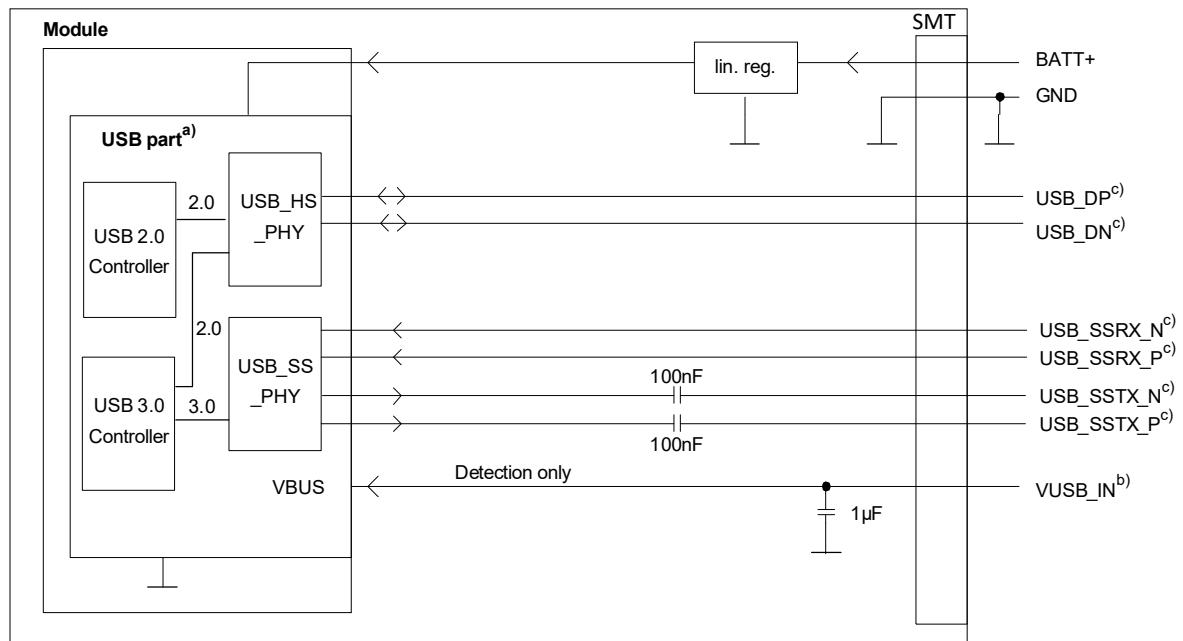 Module
SMT
lin. reg.
BATT+
GND
USB part a)
USB_HS
_PHY
2.0
USB 2.0
Controller
USB_DP c)
USB_DN c)
2.0
USB_SS
_PHY
USB 3.0
Controller
3.0
USB_SSRX_N c)
USB_SSRX_P c)
100nF
USB_SSTX_N c)
USB_SSTX_P c)
100nF
VBUS
Detection only
VUSB_IN b)
1µF